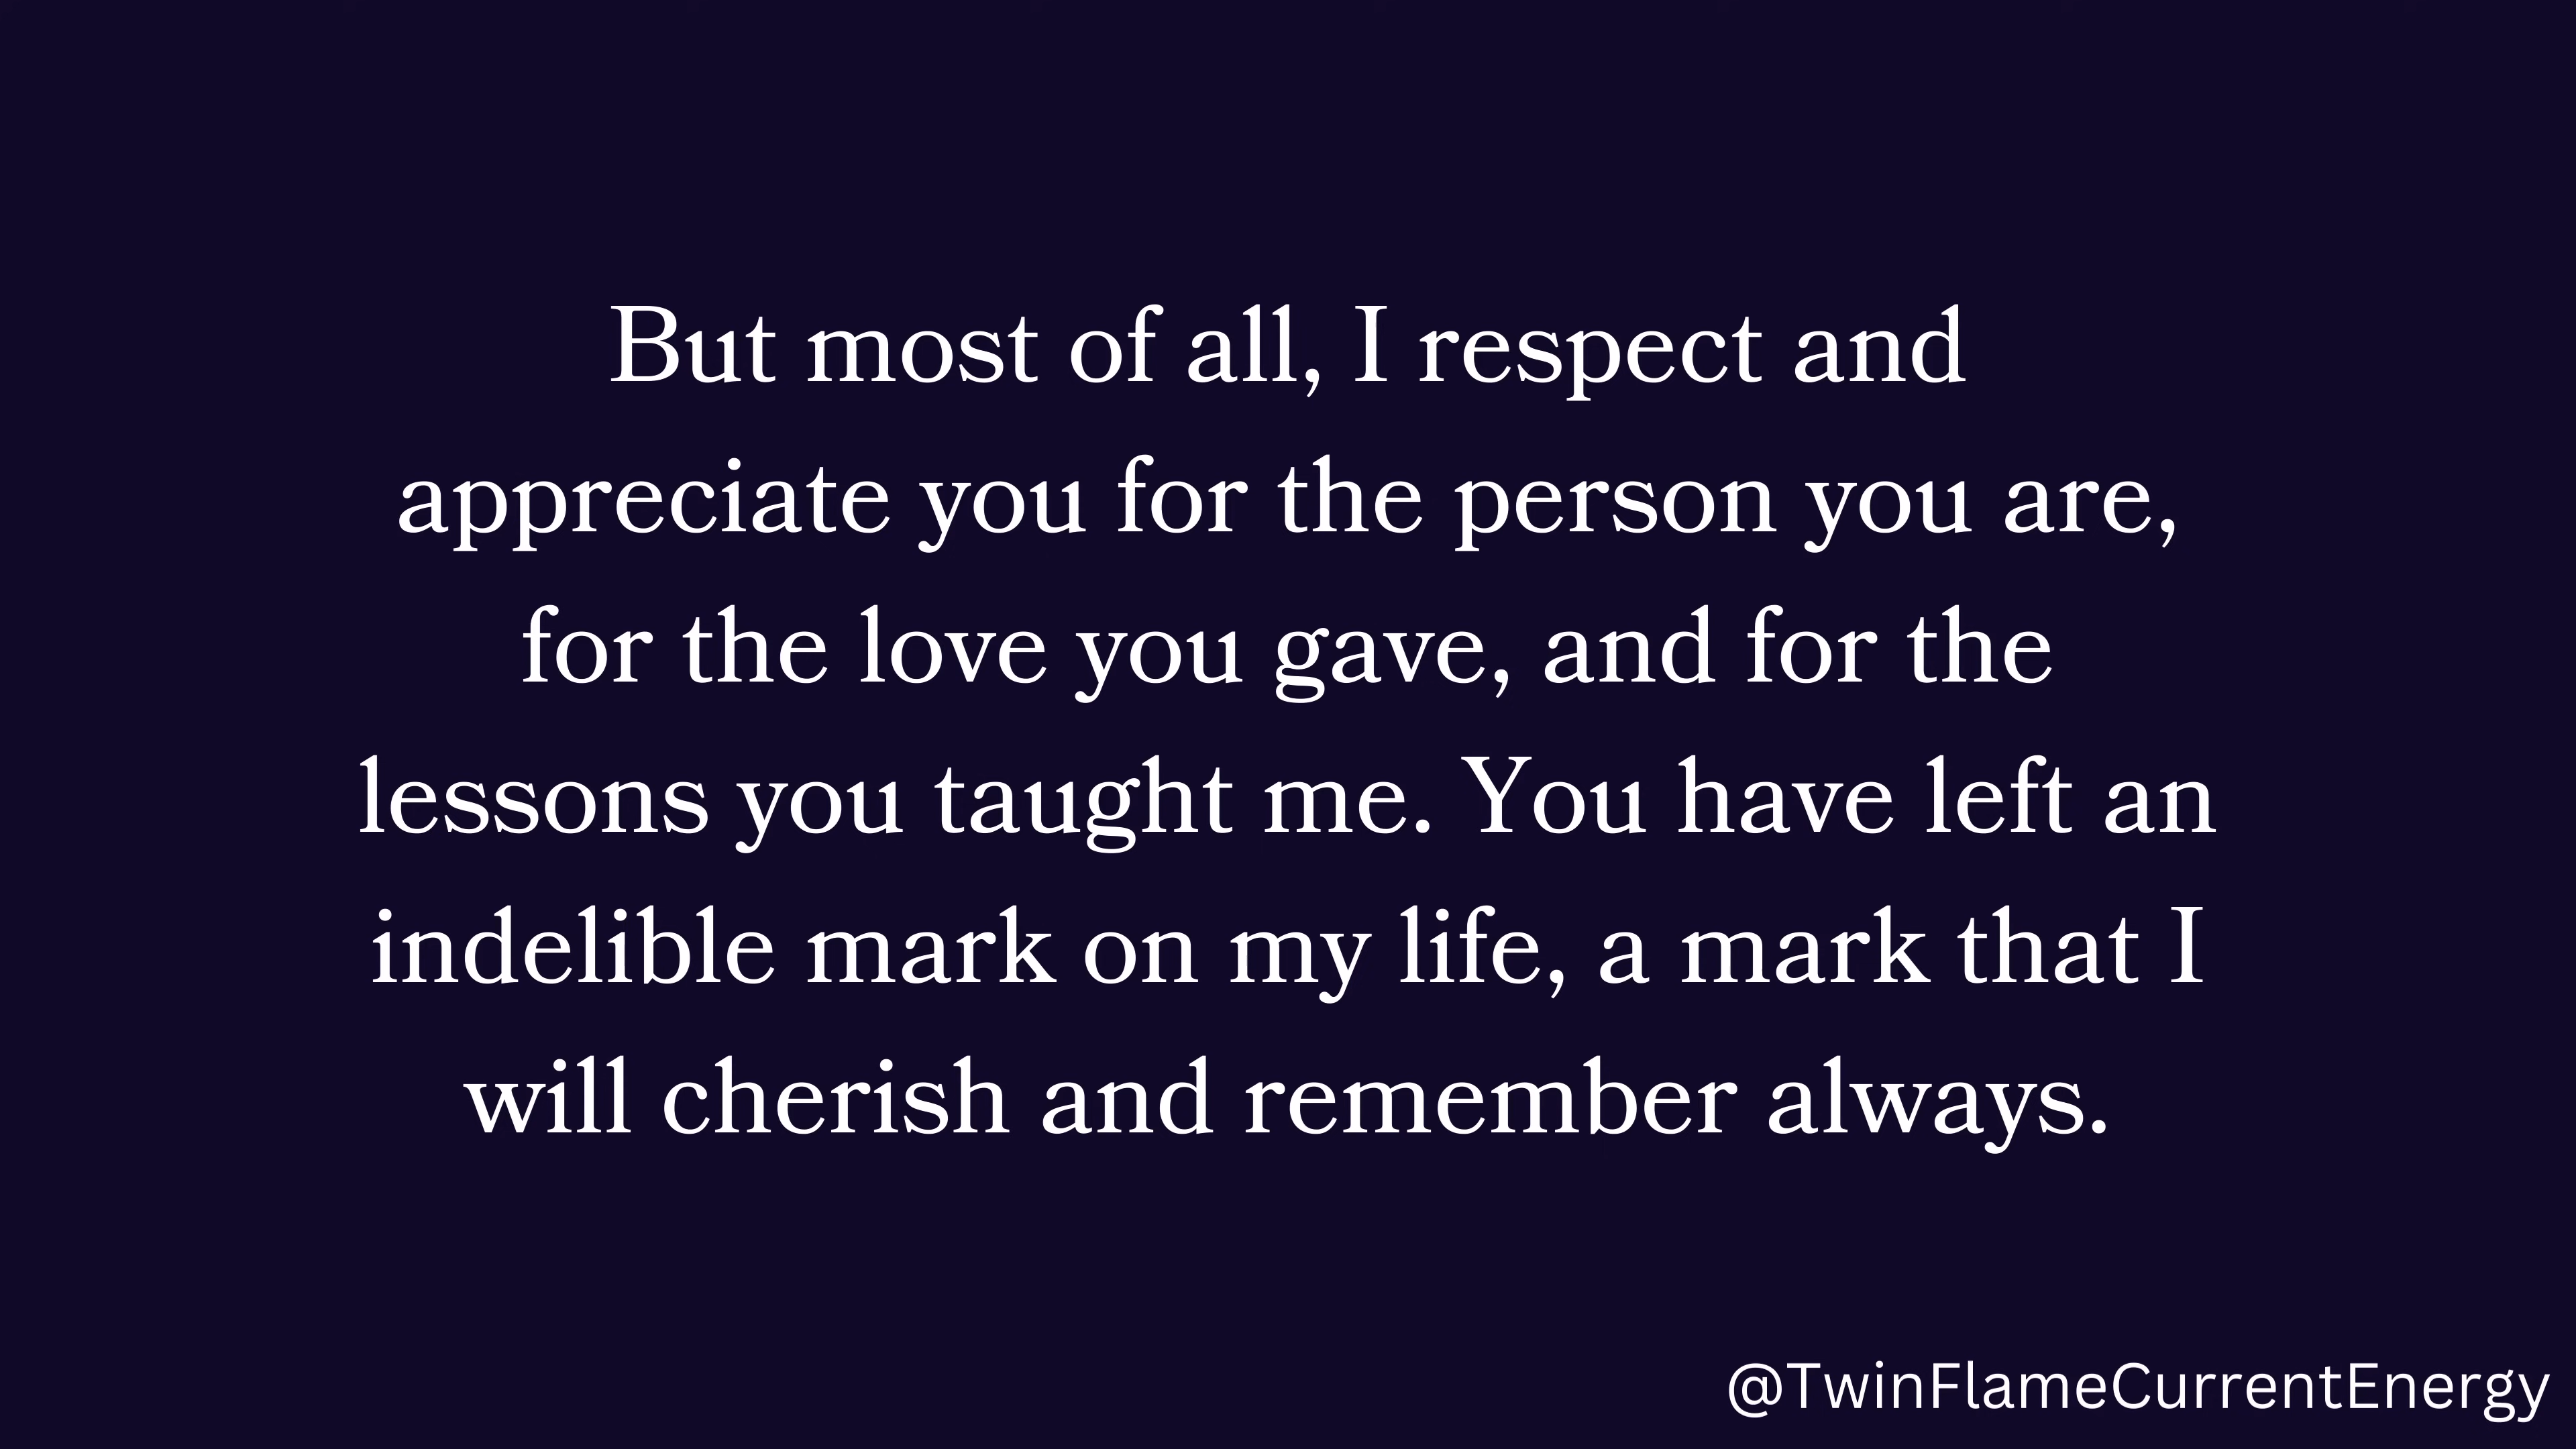 But most of all, I respect and
appreciate you for the person you are,
for the love you gave, and for the
lessons you taught me. You have left an
indelible mark on my life, a mark that I
will cherish and remember always.
@TwinFlameCurrentEnergy